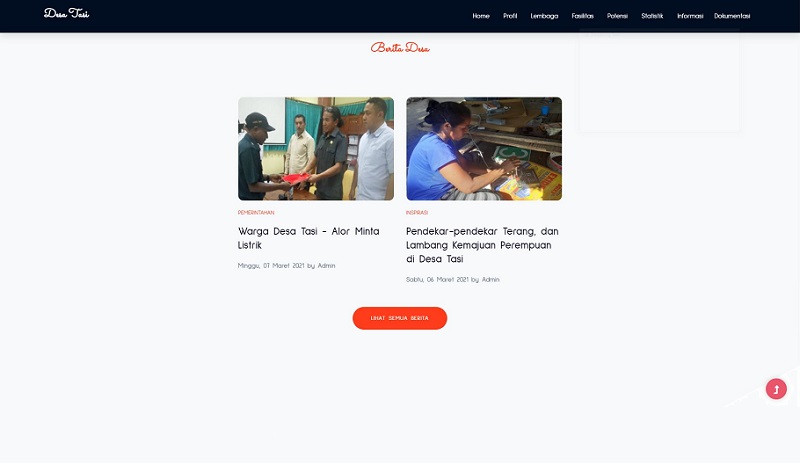 Desa Tasi
Home Profil Lembaga Fasilitas Potensi Statistik Informasi Dokumentasi
Berita Desa
PEMERINTAHAN
Warga Desa Tasi - Alor Minta
Listrik
Minggu, 07 Maret 2021 by Admin
INSPIRASI
Pendekar-pendekar Terang, dan
Lambang Kemajuan Perempuan
di Desa Tasi
Sabtu, 06 Maret 2021 by Admin
LIHAT SEMUA BERITA